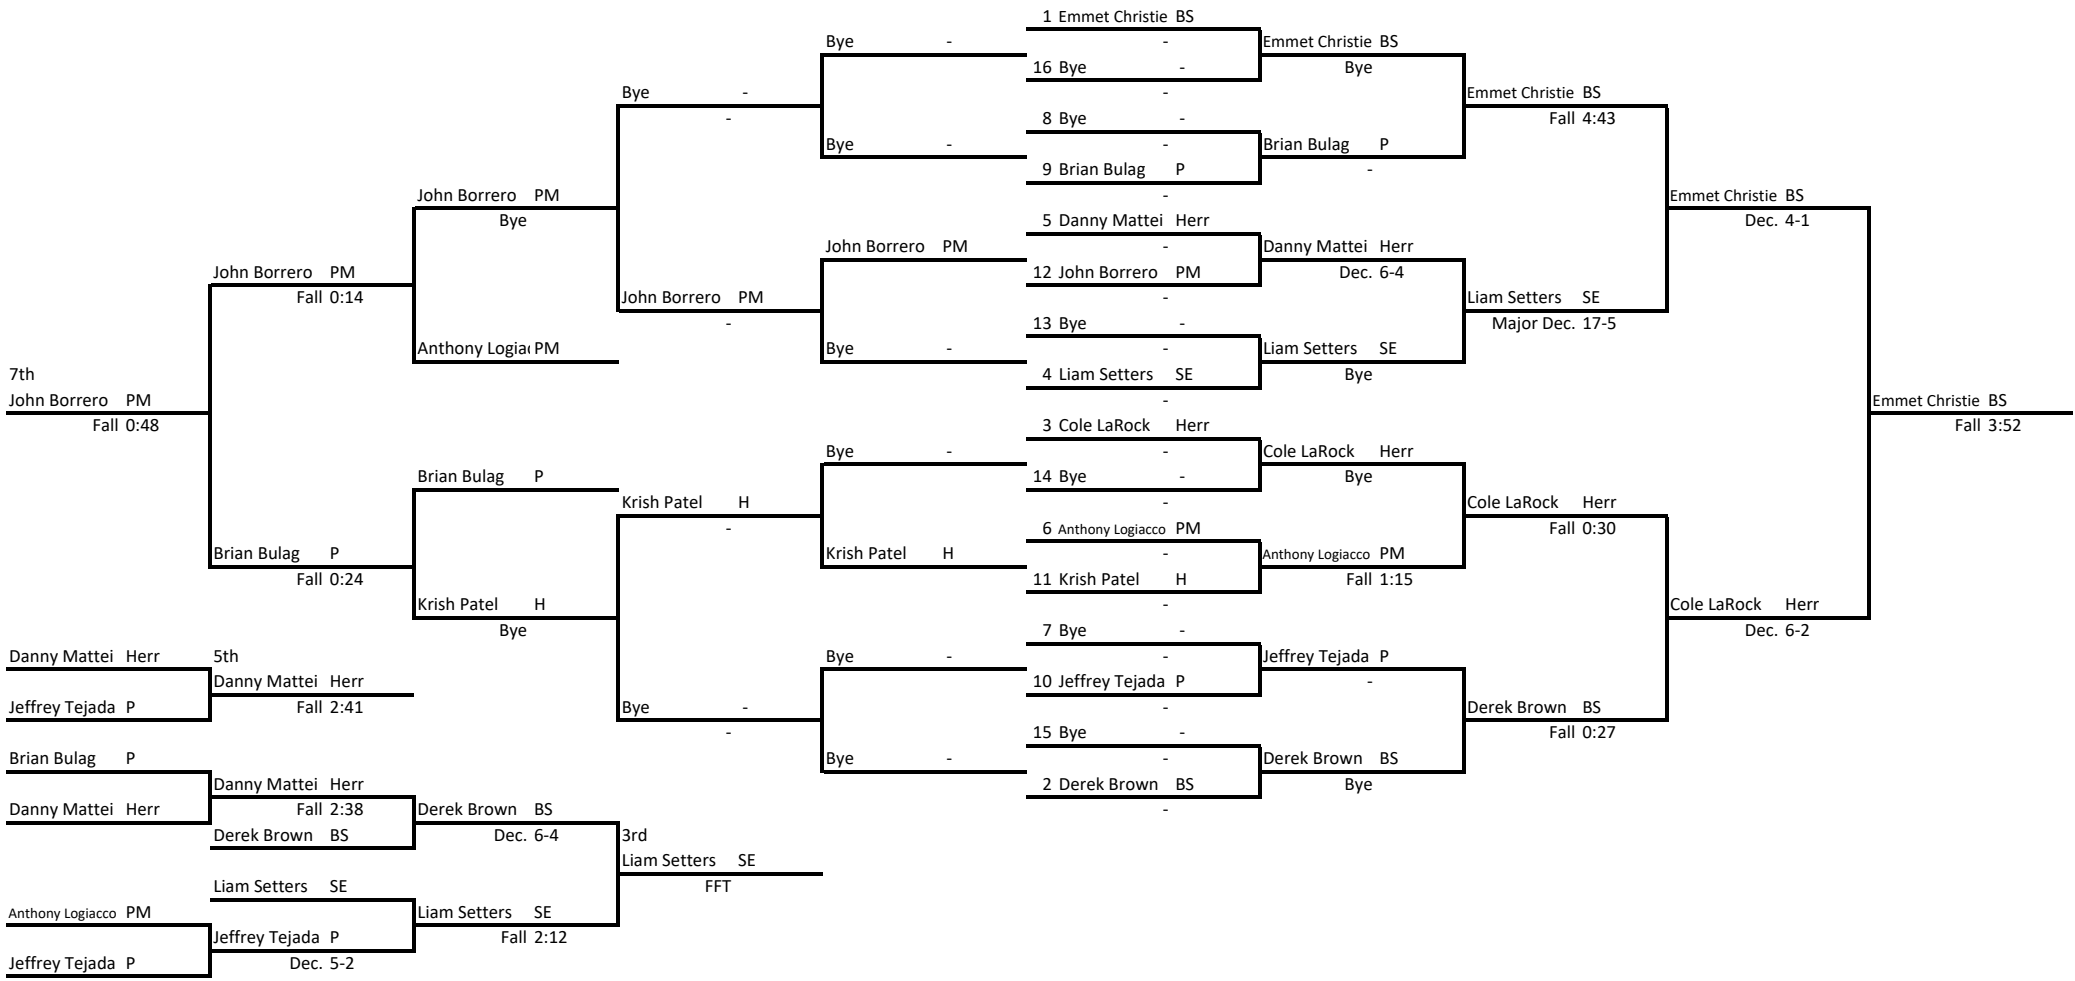 1 Emmet Christie BS
Bye - - Emmet Christie BS
16 Bye - Bye
Bye - - Emmet Christie BS
- 8 Bye - Fall 4:43
Bye - - Brian Bulag P
9 Brian Bulag P -
John Borrero PM - Emmet Christie BS
Bye 5 Danny Mattei Herr Dec. 4-1
John Borrero PM - Danny Mattei Herr
John Borrero PM 12 John Borrero PM Dec. 6-4
Fall 0:14 John Borrero PM - Liam Setters SE
- 13 Bye - Major Dec. 17-5
Anthony Logia PM Bye - - Liam Setters SE
7th 4 Liam Setters SE Bye
John Borrero PM - Emmet Christie BS
Fall 0:48 3 Cole LaRock Herr Fall 3:52
Bye - - Cole LaRock Herr
Brian Bulag P 14 Bye - Bye
Krish Patel H - Cole LaRock Herr
- 6 Anthony Logiacco PM Fall 0:30
Brian Bulag P Krish Patel H - Anthony Logiacco PM
Fall 0:24 11 Krish Patel H Fall 1:15
Krish Patel H - Cole LaRock Herr
Bye 7 Bye - Dec. 6-2
Danny Mattei Herr 5th Bye - - Jeffrey Tejada P
Danny Mattei Herr 10 Jeffrey Tejada P -
Jeffrey Tejada P Fall 2:41 Bye - - Derek Brown BS
- 15 Bye - Fall 0:27
Brian Bulag P Bye - - Derek Brown BS
Danny Mattei Herr 2 Derek Brown BS Bye
Danny Mattei Herr Fall 2:38 Derek Brown BS -
Derek Brown BS Dec. 6-4 3rd
Liam Setters SE
Liam Setters SE FFT
Anthony Logiacco PM Liam Setters SE
Jeffrey Tejada P Fall 2:12
Jeffrey Tejada P Dec. 5-2